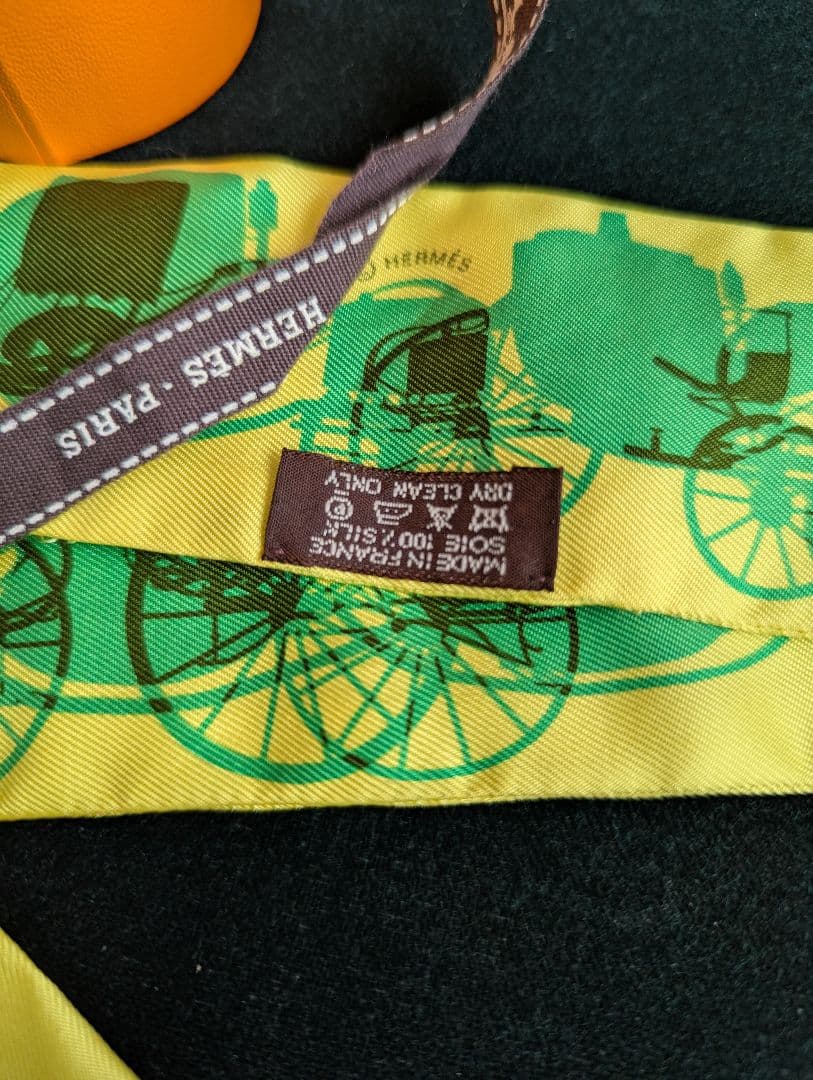 © HERMÈS
HERMÈS - PARIS
MADE IN FRANCE
SOIE 100% SILK
DRY CLEAN ONLY